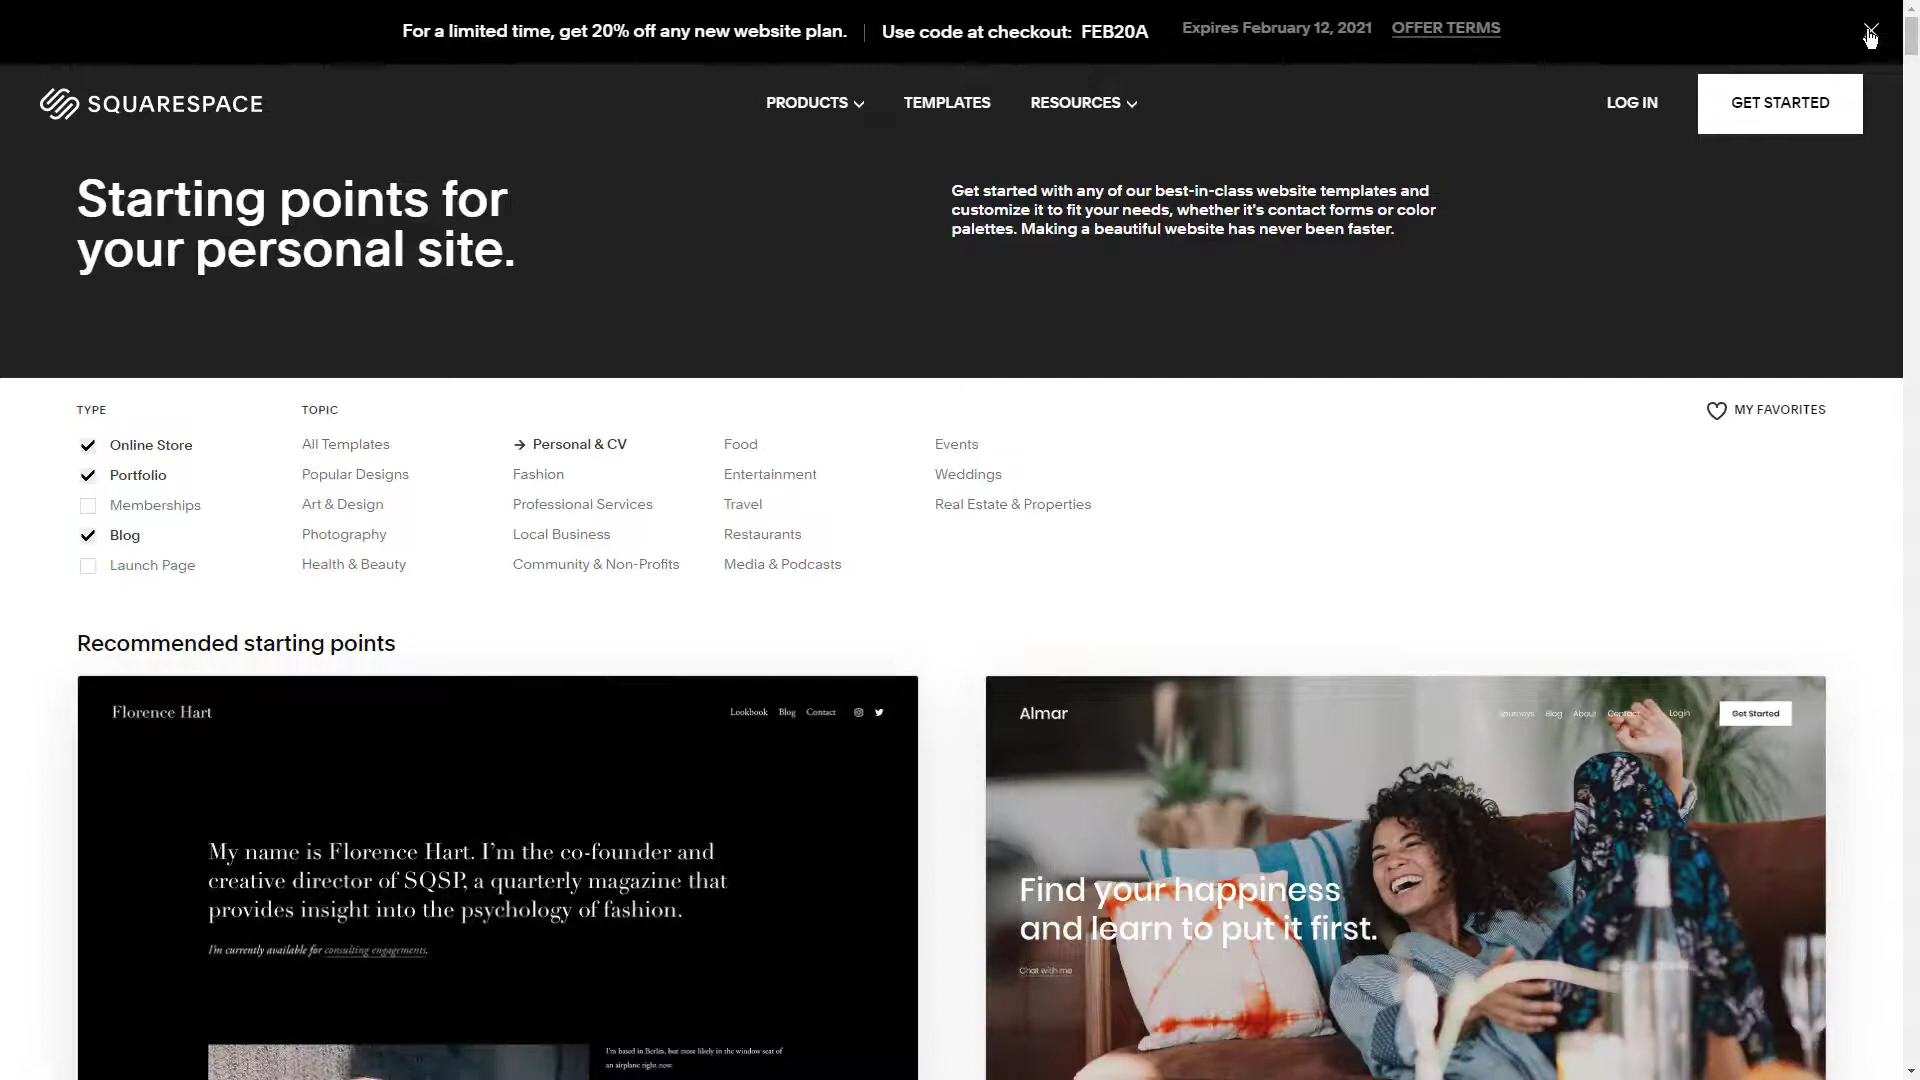 For a limited time, get 20% off any new website plan.
Use code at checkout: FEB20A
Expires February 12, 2021
OFFER TERMS
SQUARESPACE
PRODUCTS
TEMPLATES
RESOURCES
LOG IN
GET STARTED
Starting points for
your personal site.
Get started with any of our best-in-class website templates and
customize it to fit your needs, whether it's contact forms or color
palettes. Making a beautiful website has never been faster.
TYPE
Online Store
Portfolio
Memberships
Blog
Launch Page
TOPIC
All Templates
Popular Designs
Art & Design
Photography
Health & Beauty
Personal & CV
Fashion
Professional Services
Local Business
Community & Non-Profits
Food
Entertainment
Travel
Restaurants
Media & Podcasts
Events
Weddings
Real Estate & Properties
MY FAVORITES
Recommended starting points
Florence Hart
Lookbook Blog Contact
My name is Florence Hart. I'm the co-founder and
creative director of SQSP, a quarterly magazine that
provides insight into the psychology of fashion.
I'm currently available for consulting engagements.
I'm based in Berlin, but most likely in the window seat of
an airplane right now.
Almar
Journeys Blog About Contact Login
Get Started
Find your happiness
and learn to put it first.
Chat with me